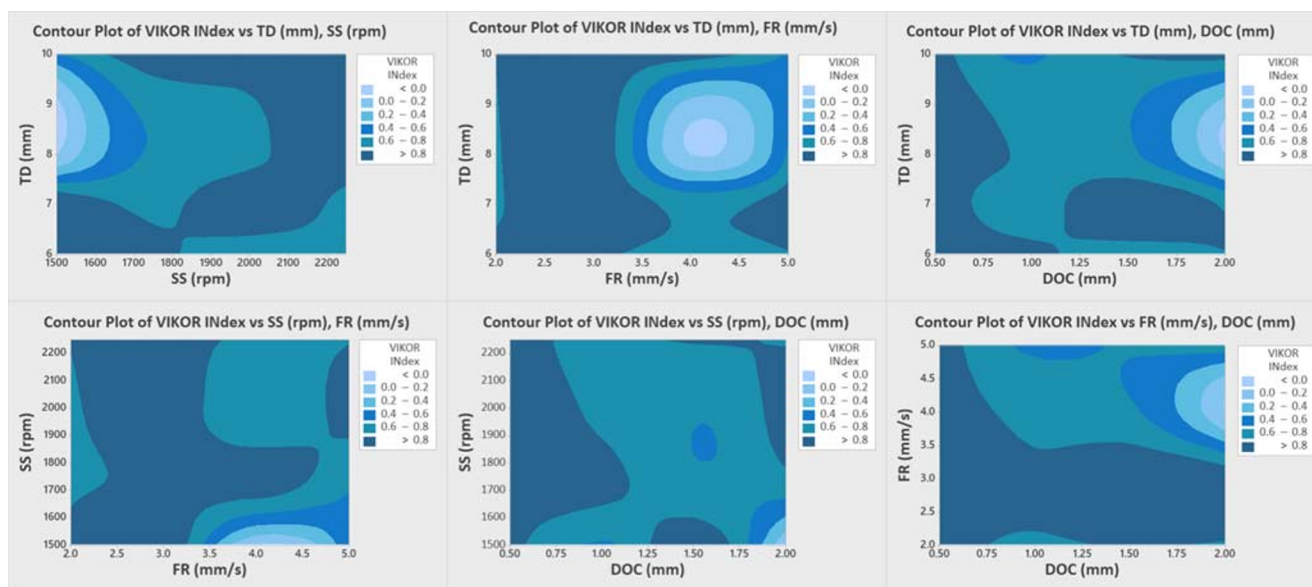 Contour Plot of VIKOR INdex vs TD (mm), SS (rpm)
TD (mm)
10
9
8
7
6
1500 1600 1700 1800 1900 2000 2100 2200
SS (rpm)
VIKOR
INdex
< 0.0
0.0 – 0.2
0.2 – 0.4
0.4 – 0.6
0.6 – 0.8
> 0.8
Contour Plot of VIKOR INdex vs TD (mm), FR (mm/s)
TD (mm)
10
9
8
7
6
2.0 2.5 3.0 3.5 4.0 4.5 5.0
FR (mm/s)
VIKOR
INdex
< 0.0
0.0 – 0.2
0.2 – 0.4
0.4 – 0.6
0.6 – 0.8
> 0.8
Contour Plot of VIKOR INdex vs TD (mm), DOC (mm)
TD (mm)
10
9
8
7
6
0.50 0.75 1.00 1.25 1.50 1.75 2.00
DOC (mm)
VIKOR
INdex
< 0.0
0.0 – 0.2
0.2 – 0.4
0.4 – 0.6
0.6 – 0.8
> 0.8
Contour Plot of VIKOR INdex vs SS (rpm), FR (mm/s)
SS (rpm)
2200
2100
2000
1900
1800
1700
1600
1500
2.0 2.5 3.0 3.5 4.0 4.5 5.0
FR (mm/s)
VIKOR
INdex
< 0.0
0.0 – 0.2
0.2 – 0.4
0.4 – 0.6
0.6 – 0.8
> 0.8
Contour Plot of VIKOR INdex vs SS (rpm), DOC (mm)
SS (rpm)
2200
2100
2000
1900
1800
1700
1600
1500
0.50 0.75 1.00 1.25 1.50 1.75 2.00
DOC (mm)
VIKOR
INdex
< 0.0
0.0 – 0.2
0.2 – 0.4
0.4 – 0.6
0.6 – 0.8
> 0.8
Contour Plot of VIKOR INdex vs FR (mm/s), DOC (mm)
FR (mm/s)
5.0
4.5
4.0
3.5
3.0
2.5
2.0
0.50 0.75 1.00 1.25 1.50 1.75 2.00
DOC (mm)
VIKOR
INdex
< 0.0
0.0 – 0.2
0.2 – 0.4
0.4 – 0.6
0.6 – 0.8
> 0.8